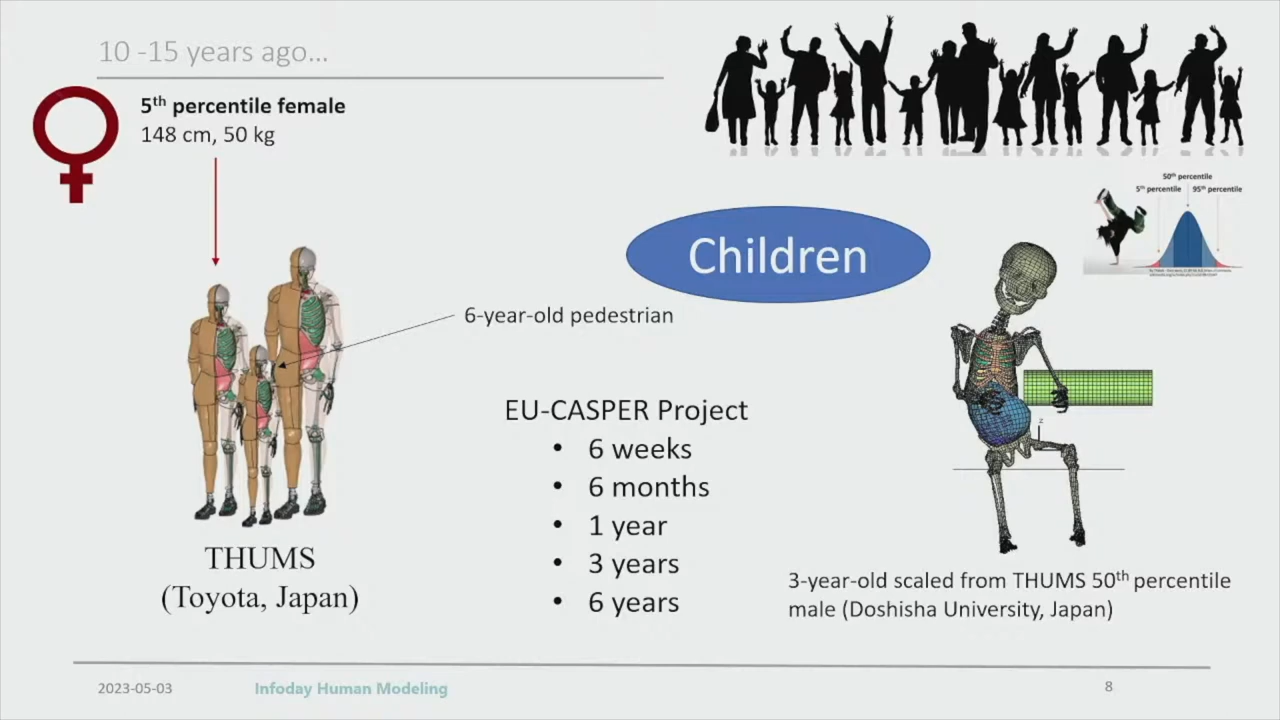 10 -15 years ago...
5th percentile female
148 cm, 50 kg
50th percentile
5th percentile 95th percentile
Children
6-year-old pedestrian
EU-CASPER Project
• 6 weeks
• 6 months
• 1 year
• 3 years
• 6 years
z
THUMS
(Toyota, Japan)
3-year-old scaled from THUMS 50th percentile
male (Doshisha University, Japan)
2023-05-03
Infoday Human Modeling
8